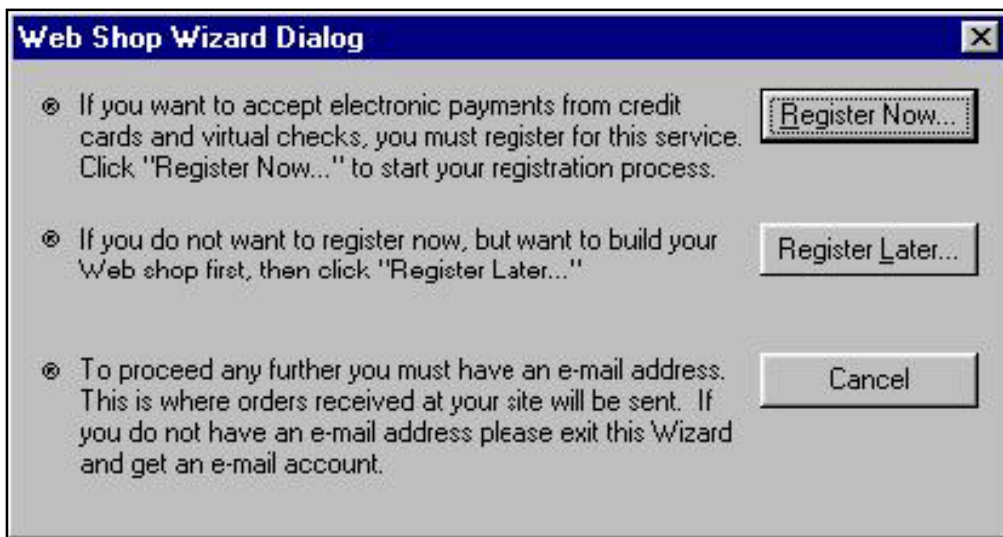 Web Shop Wizard Dialog
If you want to accept electronic payments from credit
cards and virtual checks, you must register for this service.
Click "Register Now..." to start your registration process.
Register Now...
If you do not want to register now, but want to build your
Web shop first, then click "Register Later..."
Register Later...
To proceed any further you must have an e-mail address.
This is where orders received at your site will be sent. If
you do not have an e-mail address please exit this Wizard
and get an e-mail account.
Cancel